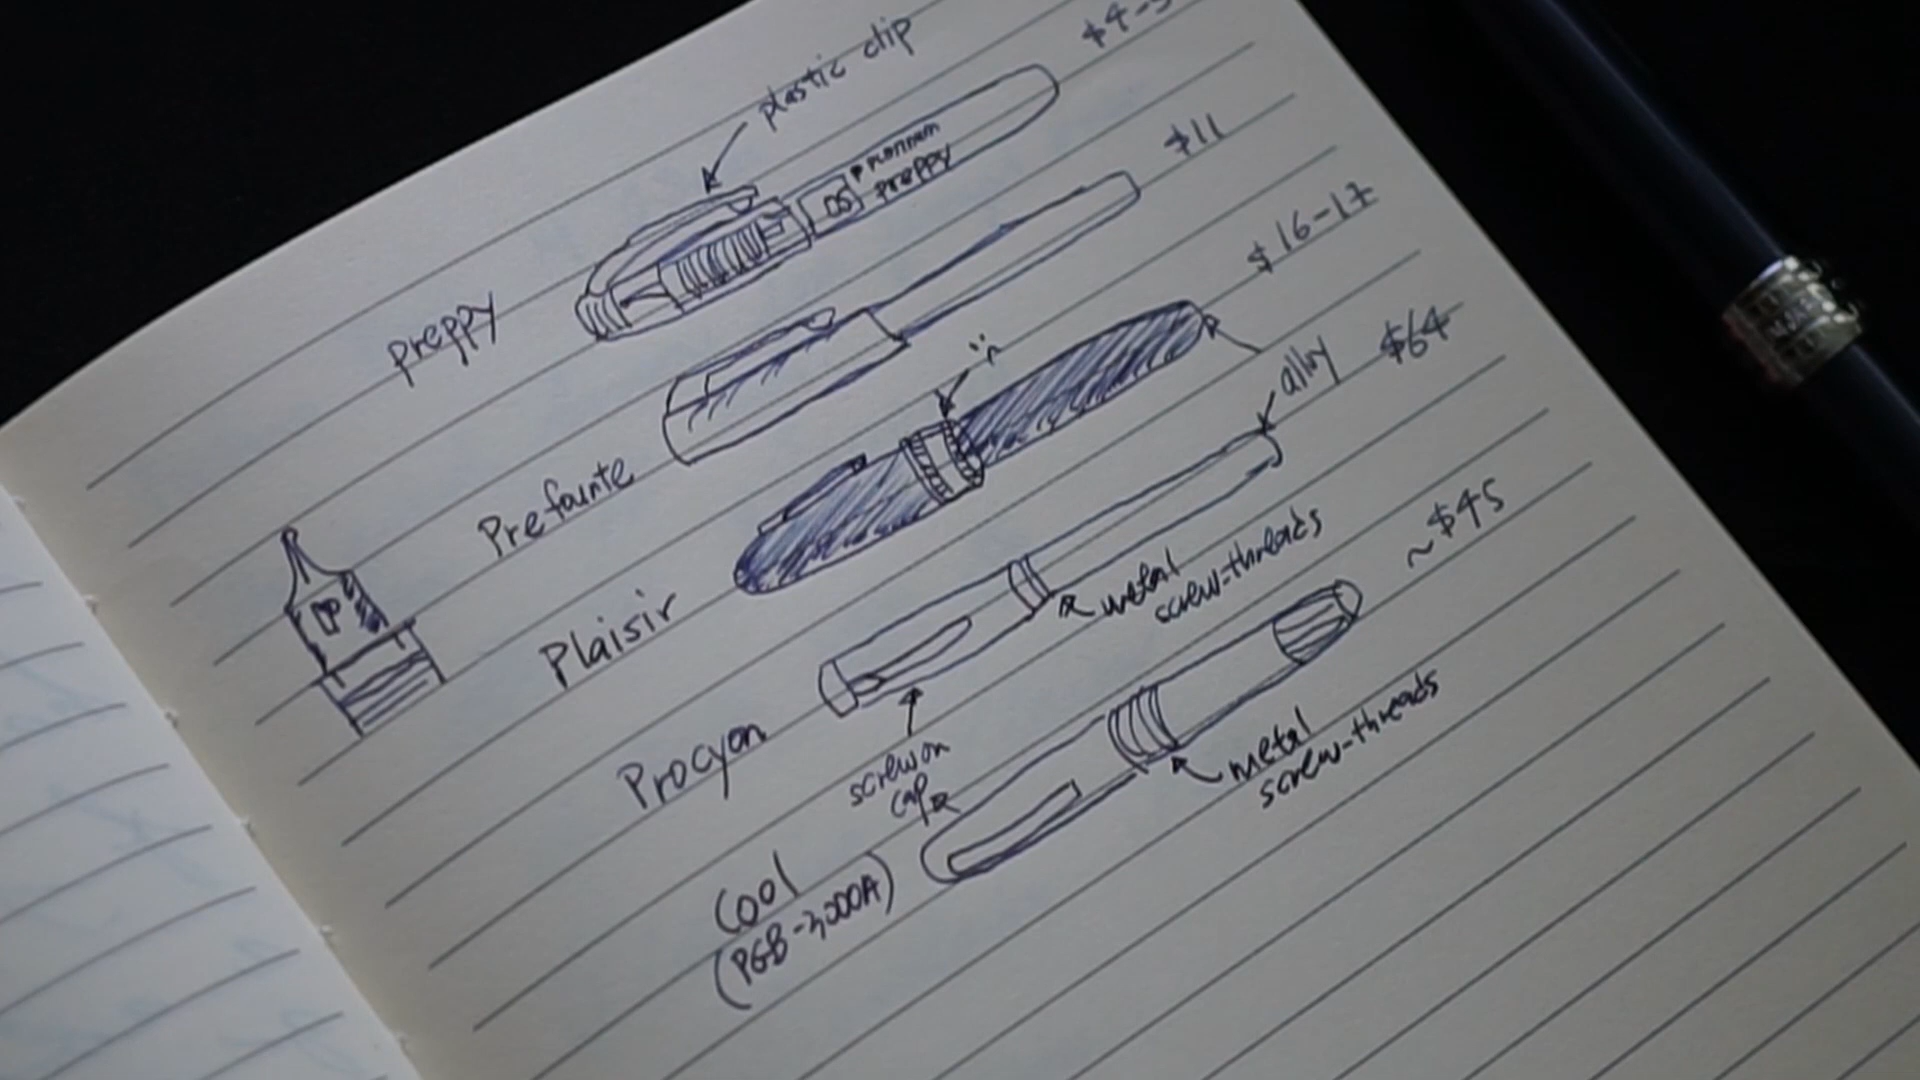 plastic clip
$4-5
05
PLATINUM
preppy
preppy
$11
Prefounte
$16-17
Plaisir
alloy
$64
metal
screw-threads
Procyon
screw on
cap
~$45
metal
screw-threads
Cool
(PGB-3000A)
P